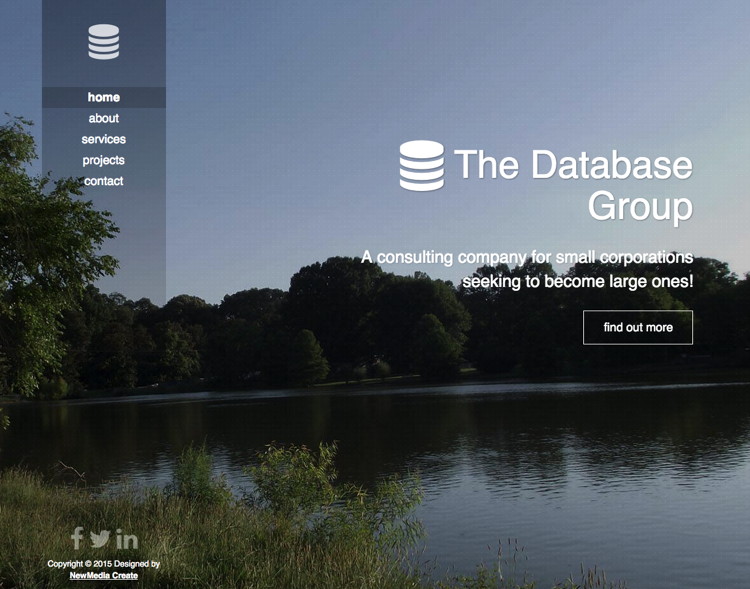 home
about
services
projects
contact
The Database
Group
A consulting company for small corporations
seeking to become large ones!
find out more
Copyright © 2015 Designed by
NewMedia Create